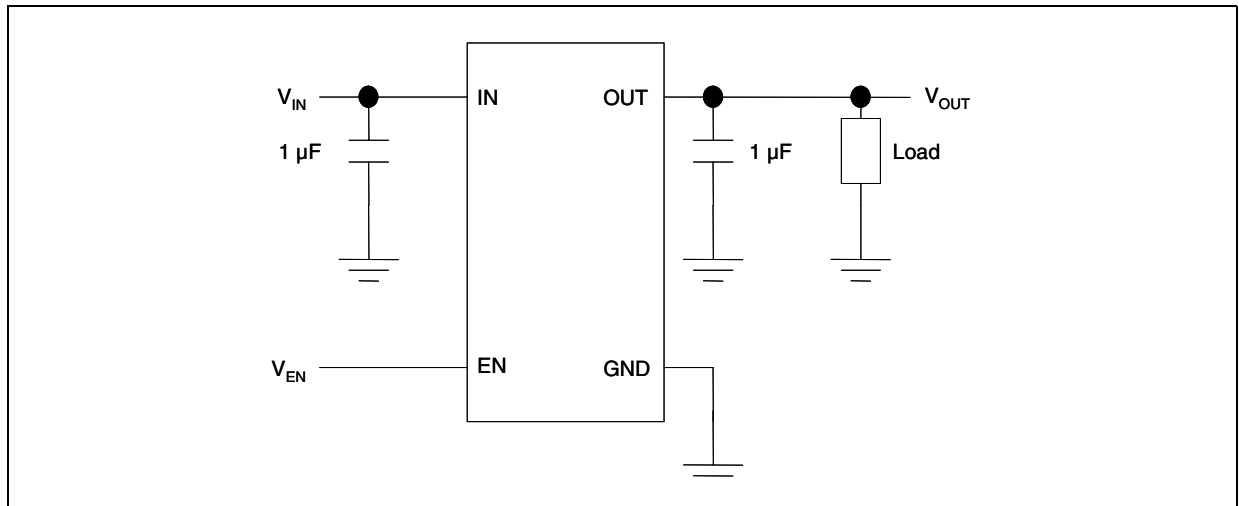 V_IN
IN
OUT
V_OUT
1 µF
1 µF
Load
V_EN
EN
GND